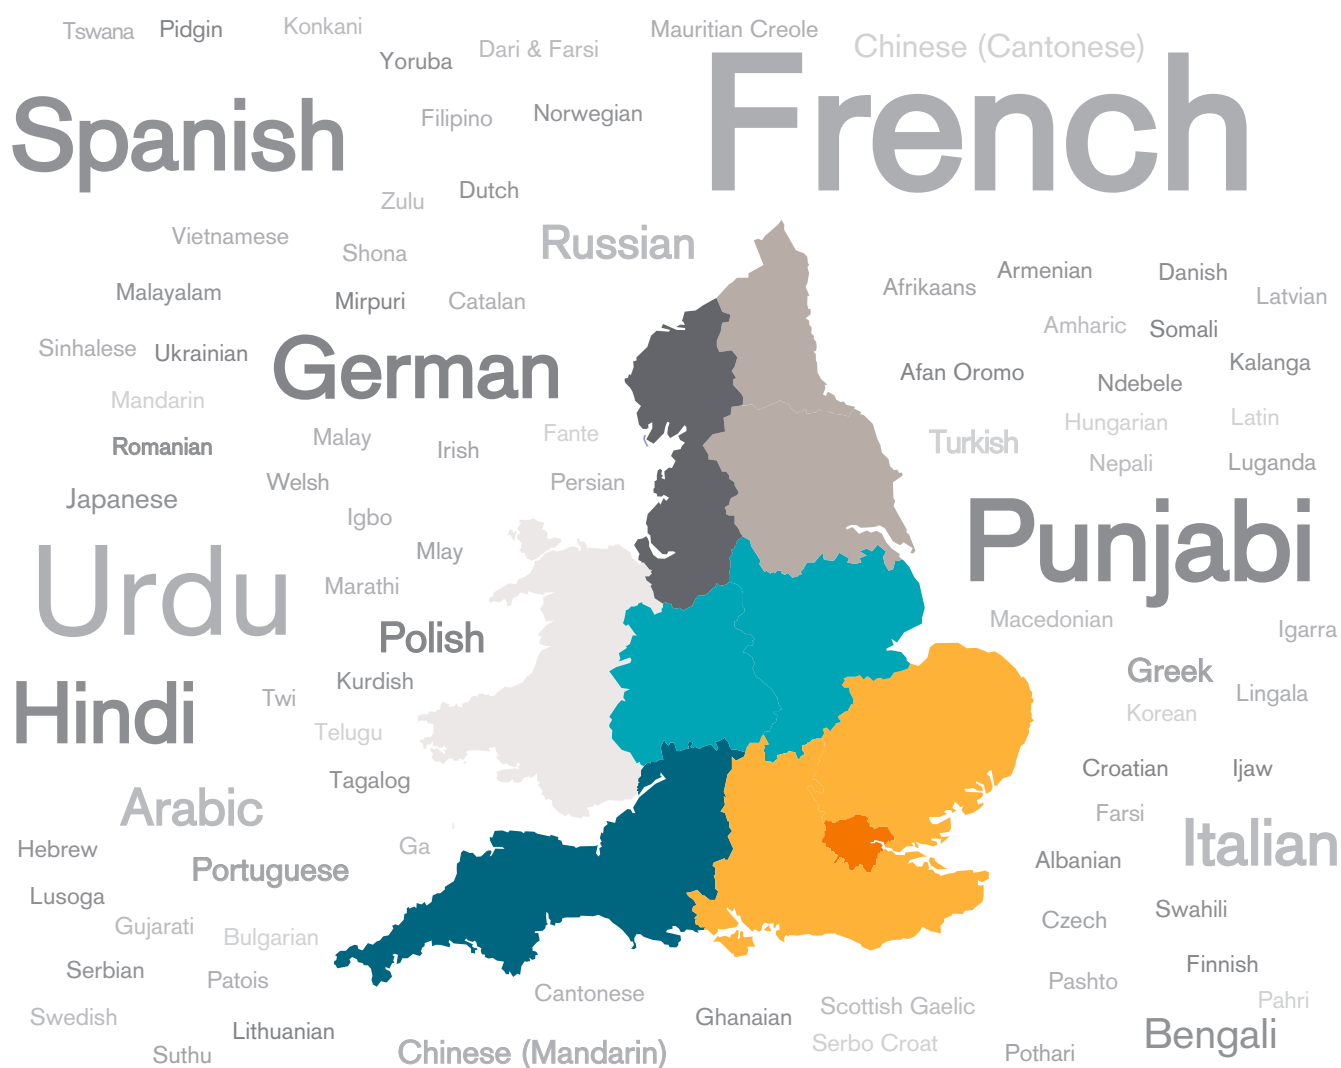 Tswana
Pidgin
Konkani
Mauritian Creole
Yoruba
Dari & Farsi
Chinese (Cantonese)
Spanish
Filipino
Norwegian
French
Zulu
Dutch
Vietnamese
Shona
Russian
Malayalam
Mirpuri
Catalan
Afrikaans
Armenian
Danish
Latvian
Sinhalese
Ukrainian
German
Amharic
Somali
Mandarin
Afan Oromo
Ndebele
Kalanga
Romanian
Malay
Irish
Fante
Turkish
Hungarian
Latin
Japanese
Welsh
Persian
Nepali
Luganda
Igbo
Mlay
Punjabi
Urdu
Marathi
Polish
Macedonian
Igarra
Hindi
Twi
Kurdish
Greek
Lingala
Telugu
Korean
Tagalog
Croatian
Ijaw
Arabic
Ga
Farsi
Italian
Hebrew
Portuguese
Albanian
Lusoga
Gujarati
Bulgarian
Czech
Swahili
Serbian
Patois
Cantonese
Pashto
Finnish
Swedish
Lithuanian
Ghanaian
Scottish Gaelic
Pahri
Suthu
Chinese (Mandarin)
Serbo Croat
Pothari
Bengali